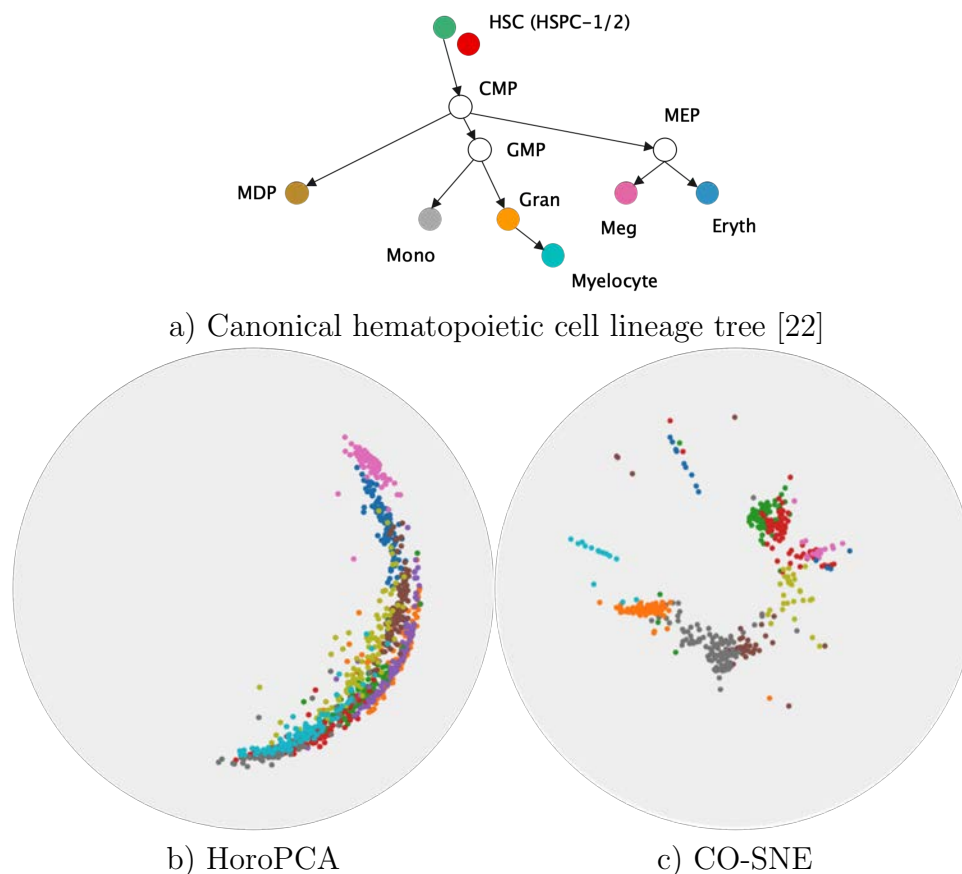 HSC (HSPC-1/2)
CMP
MEP
GMP
MDP
Gran
Mono
Meg
Eryth
Myelocyte
a) Canonical hematopoietic cell lineage tree [22]
b) HoroPCA
c) CO-SNE